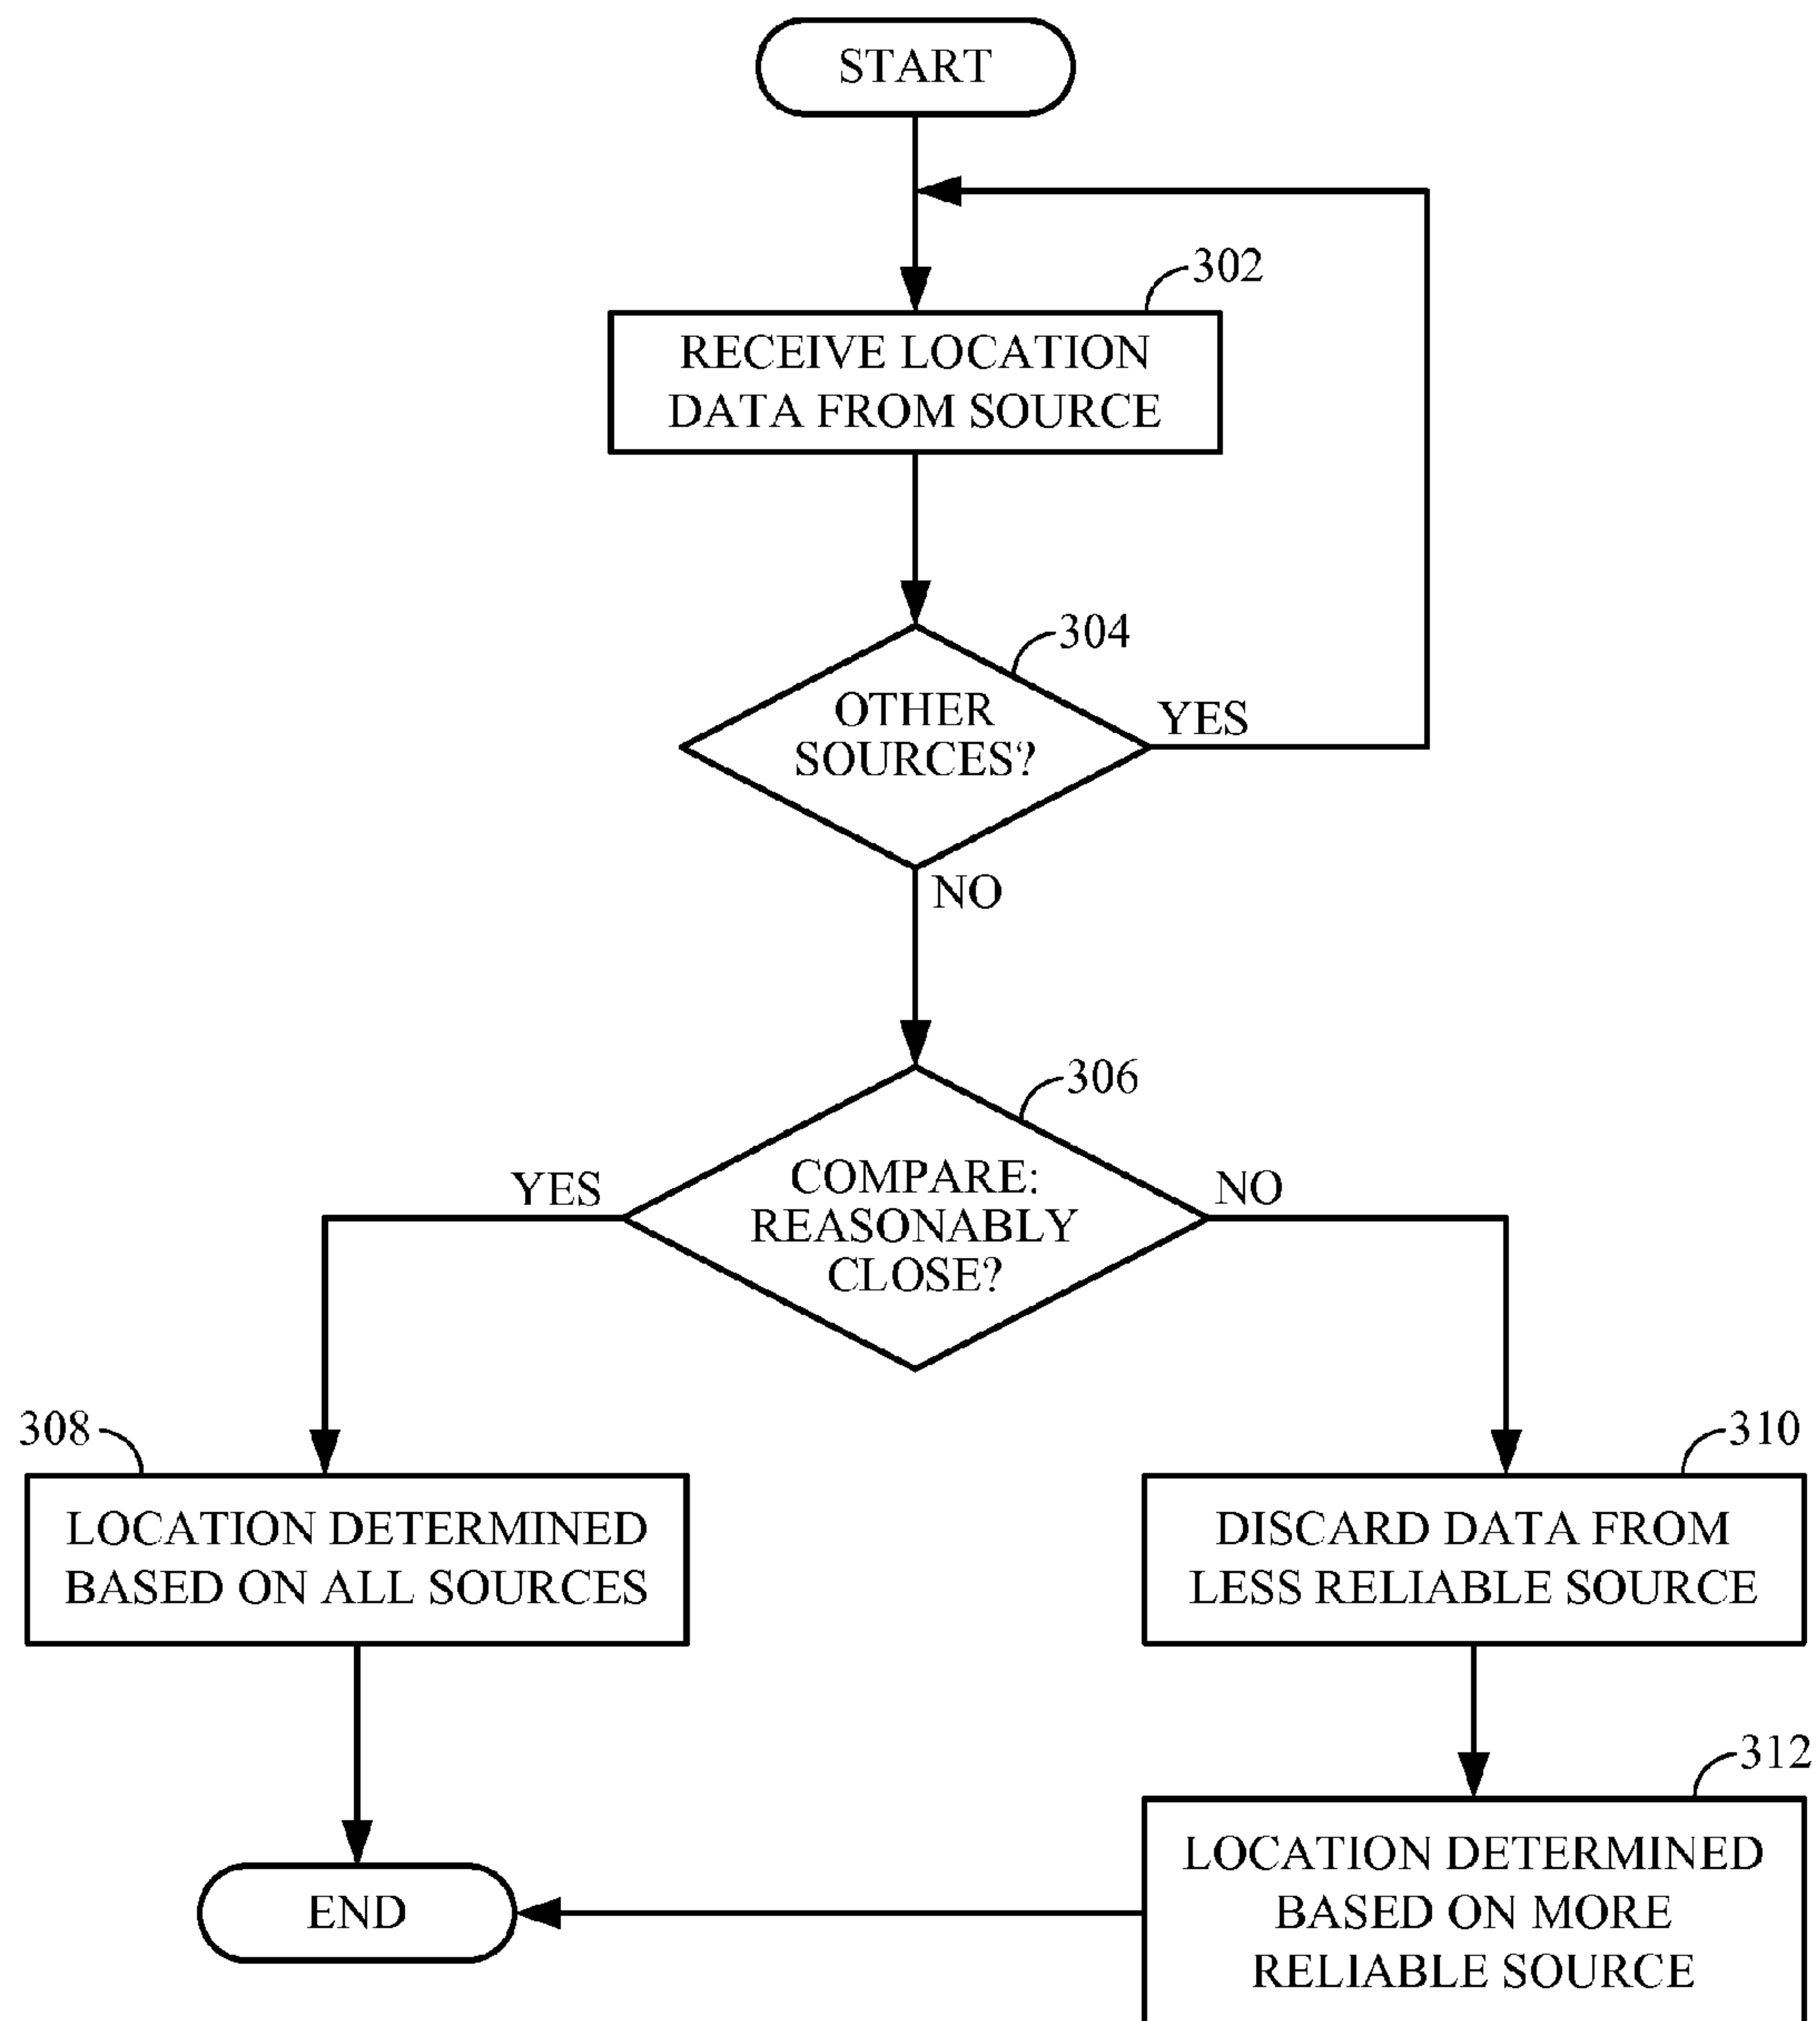 START
302
RECEIVE LOCATION
DATA FROM SOURCE
304
OTHER
SOURCES?
YES
NO
306
COMPARE:
REASONABLY
CLOSE?
YES
NO
308
LOCATION DETERMINED
BASED ON ALL SOURCES
310
DISCARD DATA FROM
LESS RELIABLE SOURCE
312
LOCATION DETERMINED
BASED ON MORE
RELIABLE SOURCE
END